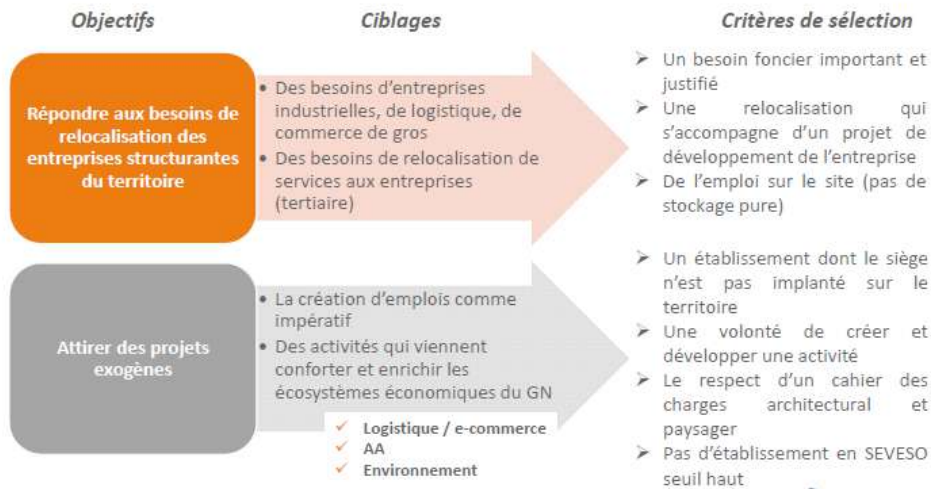 Objectifs
Ciblages
Critères de sélection
Répondre aux besoins de
relocalisation des
entreprises structurantes
du territoire
• Des besoins d'entreprises
industrielles, de logistique, de
commerce de gros
• Des besoins de relocalisation de
services aux entreprises
(tertiaire)
➤ Un besoin foncier important et
justifié
➤ Une relocalisation qui
s'accompagne d'un projet de
développement de l'entreprise
➤ De l'emploi sur le site (pas de
stockage pure)
Attirer des projets
exogènes
• La création d'emplois comme
impératif
• Des activités qui viennent
conforter et enrichir les
écosystèmes économiques du GN
✓ Logistique / e-commerce
✓ AA
✓ Environnement
➤ Un établissement dont le siège
n'est pas implanté sur le
territoire
➤ Une volonté de créer et
développer une activité
➤ Le respect d'un cahier des
charges architectural et
paysager
➤ Pas d'établissement en SEVESO
seuil haut